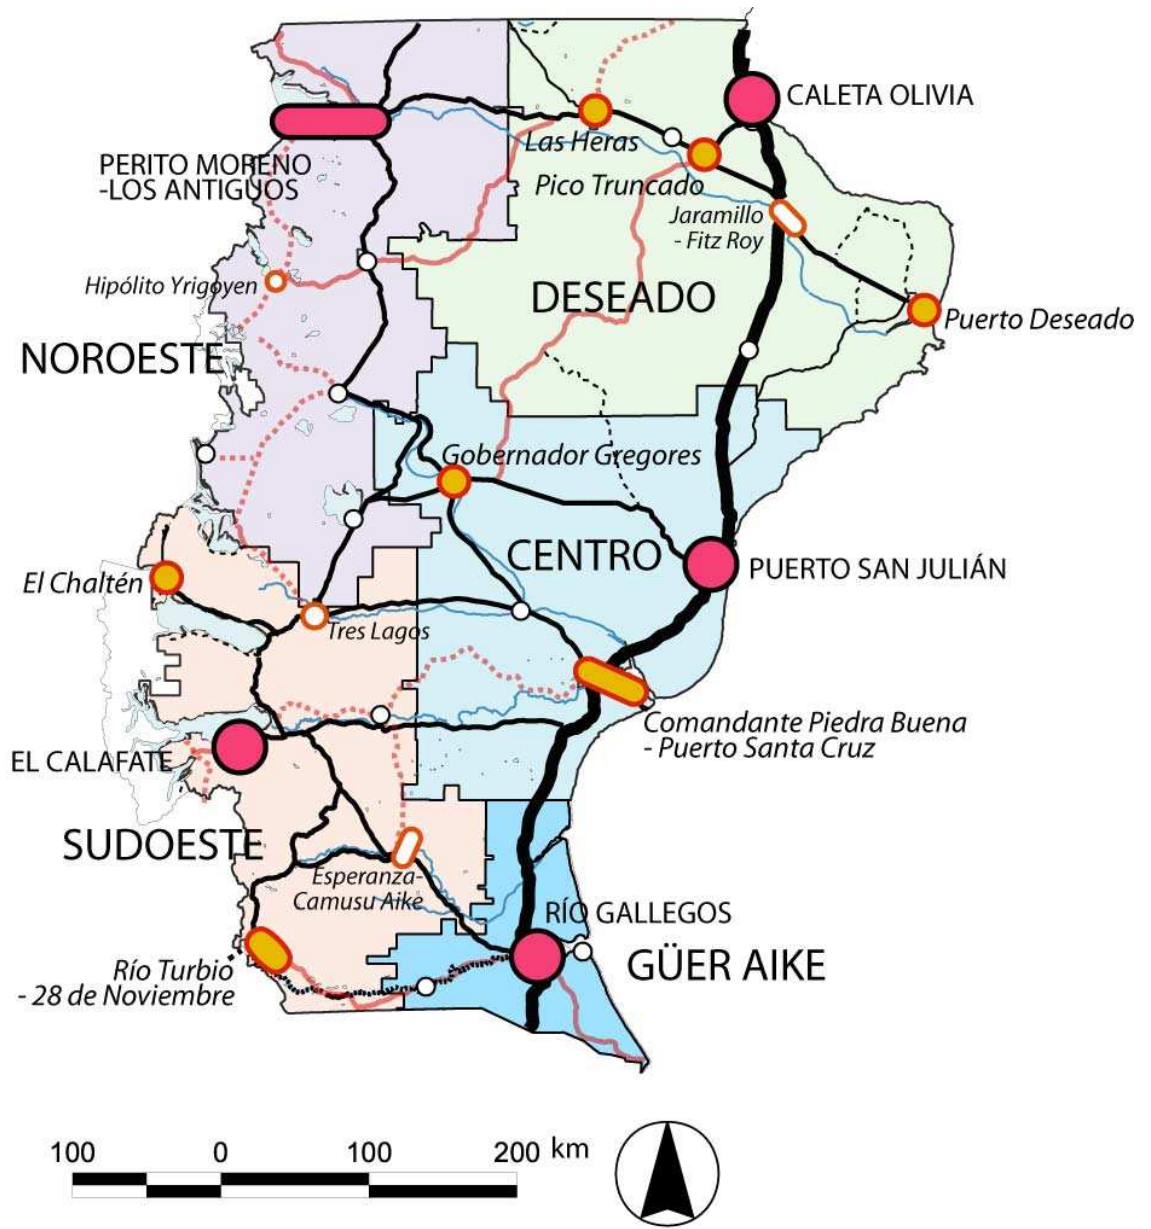 CALETA OLIVIA
Las Heras
PERITO MORENO
-LOS ANTIGUOS
Pico Truncado
Jaramillo
- Fitz Roy
Hipólito Yrigoyen
DESEADO
Puerto Deseado
NOROESTE
Gobernador Gregores
CENTRO
PUERTO SAN JULIÁN
El Chaltén
Tres Lagos
Comandante Piedra Buena
- Puerto Santa Cruz
EL CALAFATE
SUDOESTE
Esperanza-
Camusu Aike
RÍO GALLEGOS
GÜER AIKE
Río Turbio
- 28 de Noviembre
100 0 100 200 km